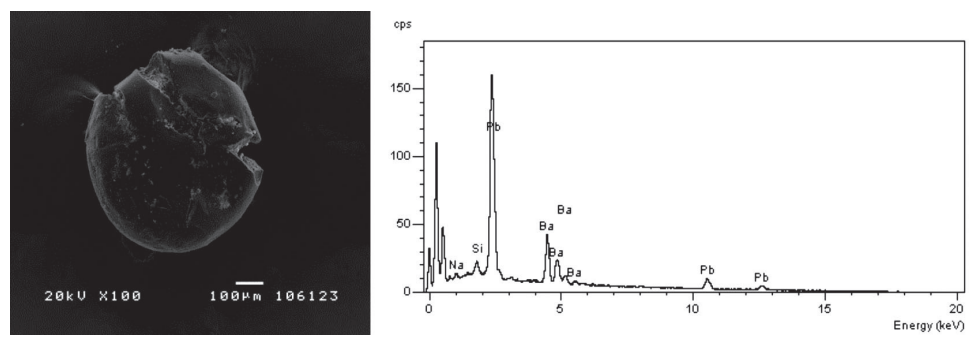 20kV X100 100μm 106123
cps
150
100
50
0
Na
Si
Pb
Ba
Ba
Ba
Ba
Pb
Pb
0 5 10 15 20
Energy (keV)